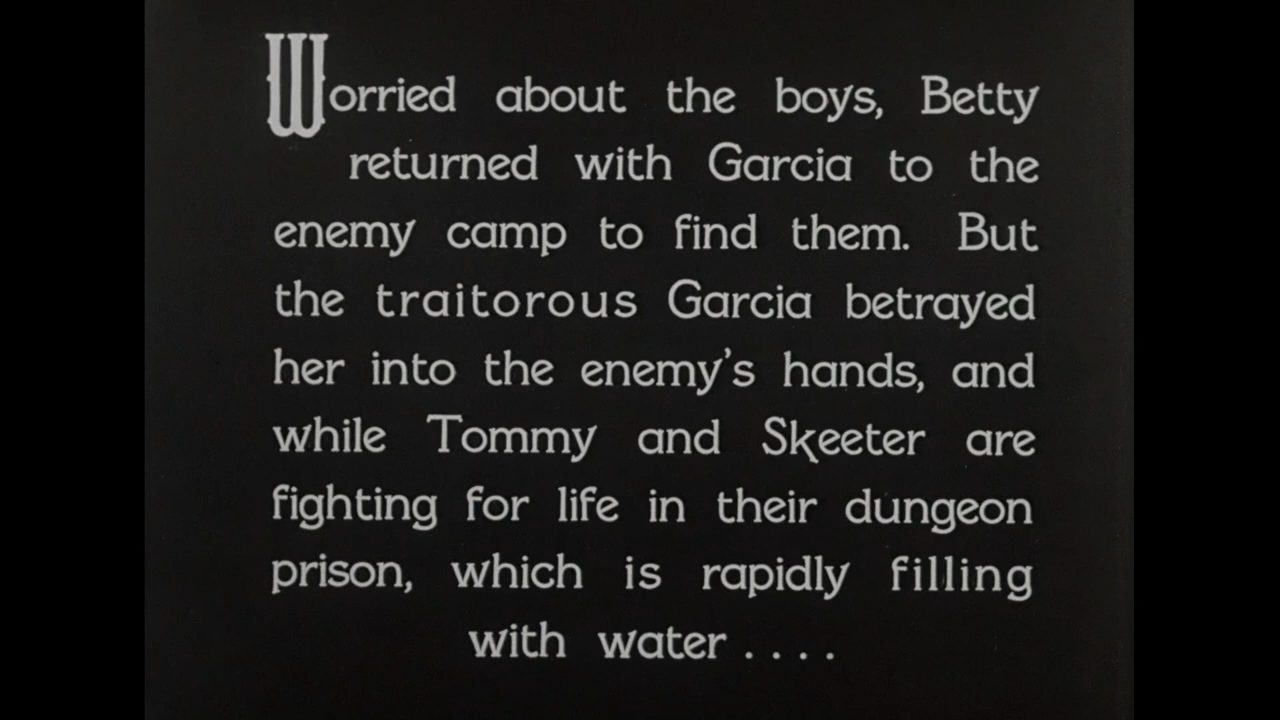 Worried about the boys, Betty
returned with Garcia to the
enemy camp to find them. But
the traitorous Garcia betrayed
her into the enemy's hands, and
while Tommy and Skeeter are
fighting for life in their dungeon
prison, which is rapidly filling
with water . . . .